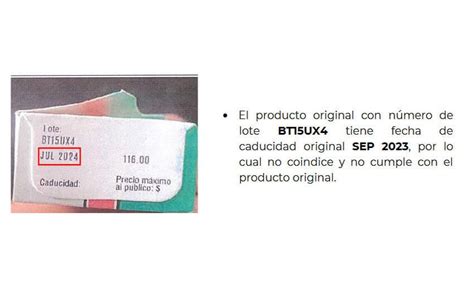 Lote:
BT15UX4
JUL 2024
116.00
Caducidad:
Precio máximo
al público: $
• El producto original con número de
lote BT15UX4 tiene fecha de
caducidad original SEP 2023, por lo
cual no coindice y no cumple con el
producto original.